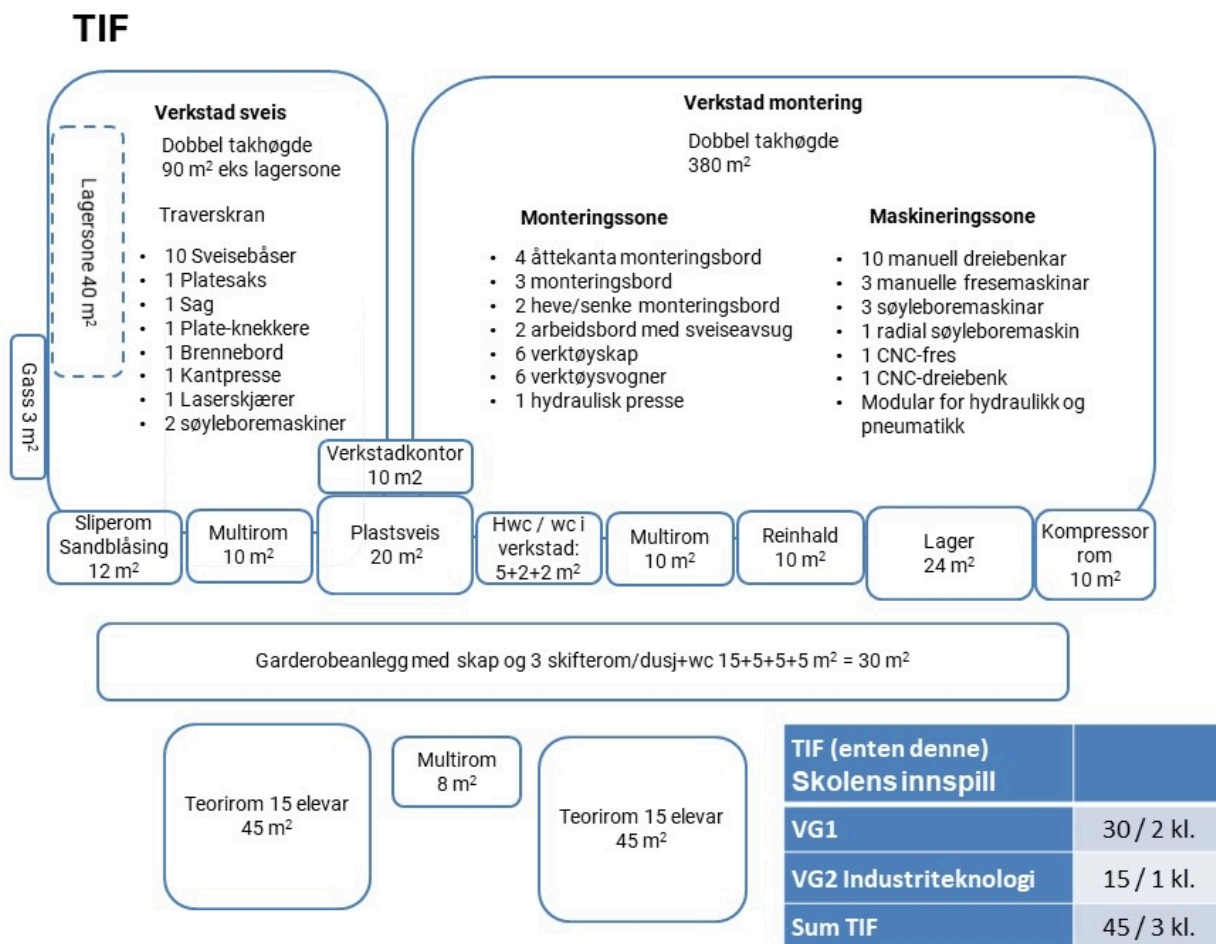 TIF
Verkstad sveis
Dobbel takhøgde
90 m² eks lagersone
Traverskran
• 10 Sveisebåser
• 1 Platesaks
• 1 Sag
• 1 Plate-knekkere
• 1 Brennebord
• 1 Kantpresse
• 1 Laserskjærer
• 2 søyleboremaskiner
Lagersone 40 m²
Gass 3 m²
Verkstad montering
Dobbel takhøgde
380 m²
Monteringssone
• 4 åttekanta monteringsbord
• 3 monteringsbord
• 2 heve/senke monteringsbord
• 2 arbeidsbord med sveiseavsug
• 6 verktøyskap
• 6 verktøysvogner
• 1 hydraulisk presse
Maskineringssone
• 10 manuell dreiebenkar
• 3 manuelle fresemaskinar
• 3 søyleboremaskinar
• 1 radial søyleboremaskin
• 1 CNC-fres
• 1 CNC-dreiebenk
• Modular for hydraulikk og
pneumatikk
Verkstadkontor
10 m2
Sliperom
Sandblåsing
12 m²
Multirom
10 m²
Plastsveis
20 m²
Hwc / wc i
verkstad:
5+2+2 m²
Multirom
10 m²
Reinhald
10 m²
Lager
24 m²
Kompressor
rom
10 m²
Garderobeanlegg med skap og 3 skifterom/dusj+wc 15+5+5+5 m² = 30 m²
Teorirom 15 elevar
45 m²
Multirom
8 m²
Teorirom 15 elevar
45 m²
TIF (enten denne)
Skolens innspill
VG1 30 / 2 kl.
VG2 Industriteknologi 15 / 1 kl.
Sum TIF 45 / 3 kl.